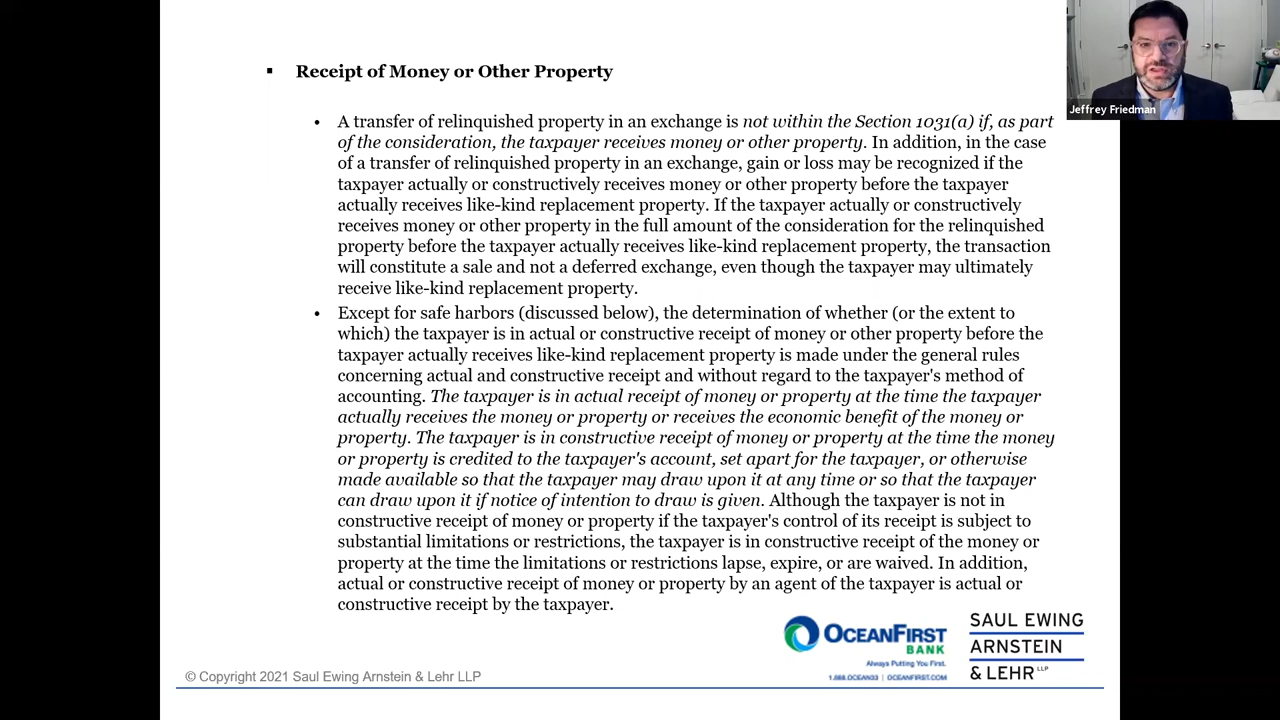 Receipt of Money or Other Property
A transfer of relinquished property in an exchange is not within the Section 1031(a) if, as part
of the consideration, the taxpayer receives money or other property. In addition, in the case
of a transfer of relinquished property in an exchange, gain or loss may be recognized if the
taxpayer actually or constructively receives money or other property before the taxpayer
actually receives like-kind replacement property. If the taxpayer actually or constructively
receives money or other property in the full amount of the consideration for the relinquished
property before the taxpayer actually receives like-kind replacement property, the transaction
will constitute a sale and not a deferred exchange, even though the taxpayer may ultimately
receive like-kind replacement property.
Except for safe harbors (discussed below), the determination of whether (or the extent to
which) the taxpayer is in actual or constructive receipt of money or other property before the
taxpayer actually receives like-kind replacement property is made under the general rules
concerning actual and constructive receipt and without regard to the taxpayer's method of
accounting. The taxpayer is in actual receipt of money or property at the time the taxpayer
actually receives the money or property or receives the economic benefit of the money or
property. The taxpayer is in constructive receipt of money or property at the time the money
or property is credited to the taxpayer's account, set apart for the taxpayer, or otherwise
made available so that the taxpayer may draw upon it at any time or so that the taxpayer
can draw upon it if notice of intention to draw is given. Although the taxpayer is not in
constructive receipt of money or property if the taxpayer's control of its receipt is subject to
substantial limitations or restrictions, the taxpayer is in constructive receipt of the money or
property at the time the limitations or restrictions lapse, expire, or are waived. In addition,
actual or constructive receipt of money or property by an agent of the taxpayer is actual or
constructive receipt by the taxpayer.
Jeffrey Friedman
OCEANFIRST
BANK
Always Putting You First.
1.888.OCEAN33 | OCEANFIRST.COM
SAUL EWING
ARNSTEIN
& LEHR LLP
© Copyright 2021 Saul Ewing Arnstein & Lehr LLP